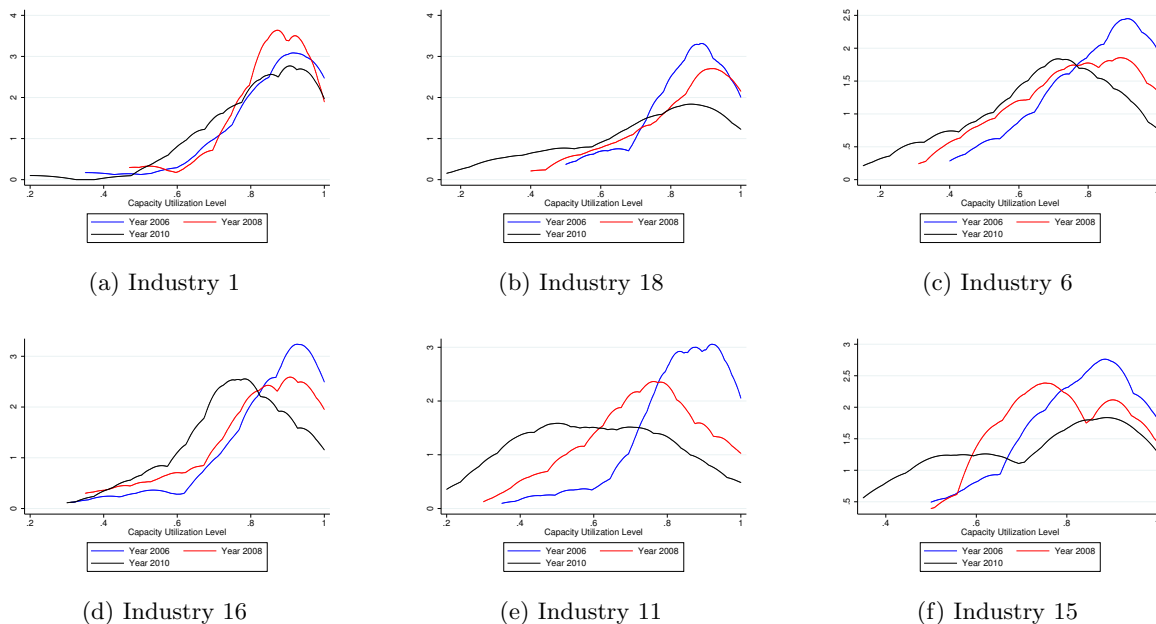 4
3
2
1
0
.2 .4 .6 .8 1
Capacity Utilization Level
Year 2006 Year 2008
Year 2010
(a) Industry 1
4
3
2
1
0
.2 .4 .6 .8 1
Capacity Utilization Level
Year 2006 Year 2008
Year 2010
(b) Industry 18
2.5
2
1.5
1
.5
0
.2 .4 .6 .8 1
Capacity Utilization Level
Year 2006 Year 2008
Year 2010
(c) Industry 6
3
2
1
0
.2 .4 .6 .8 1
Capacity Utilization Level
Year 2006 Year 2008
Year 2010
(d) Industry 16
3
2
1
0
.2 .4 .6 .8 1
Capacity Utilization Level
Year 2006 Year 2008
Year 2010
(e) Industry 11
3
2.5
2
1.5
1
.5
.4 .6 .8 1
Capacity Utilization Level
Year 2006 Year 2008
Year 2010
(f) Industry 15